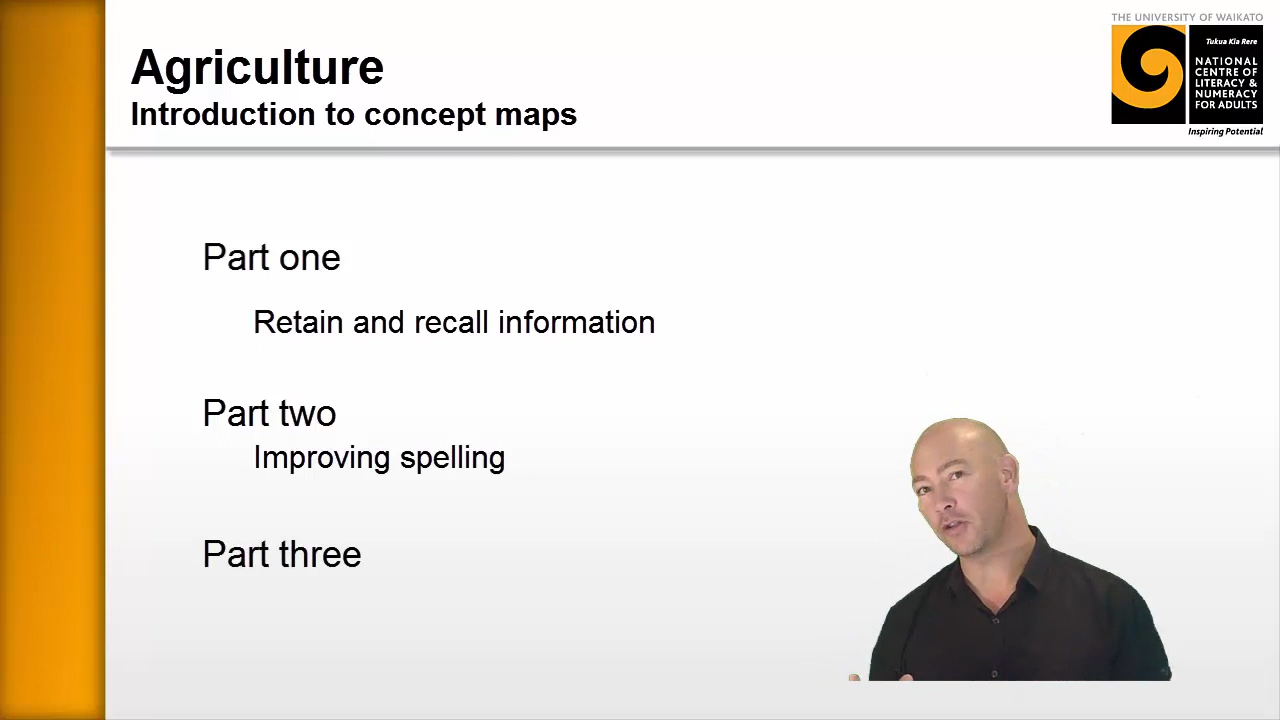 THE UNIVERSITY OF WAIKATO
Agriculture
Introduction to concept maps
Tukua Kia Rere
NATIONAL
CENTRE OF
LITERACY &
NUMERACY
FOR ADULTS
Inspiring Potential
Part one
Retain and recall information
Part two
Improving spelling
Part three